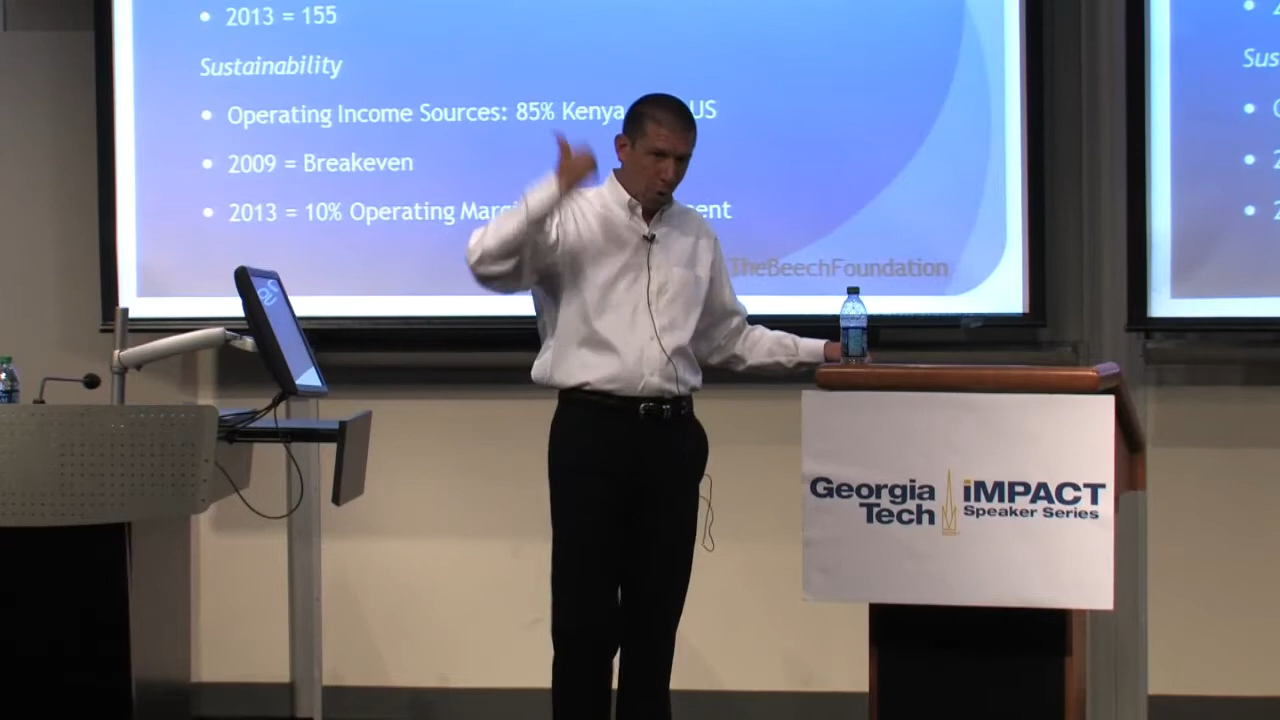 • 2013 = 155
Sustainability
• Operating Income Sources: 85% Kenya US
• 2009 = Breakeven
• 2013 = 10% Operating
TheBeechFoundation
Sus
Georgia Tech
iMPACT
Speaker Series